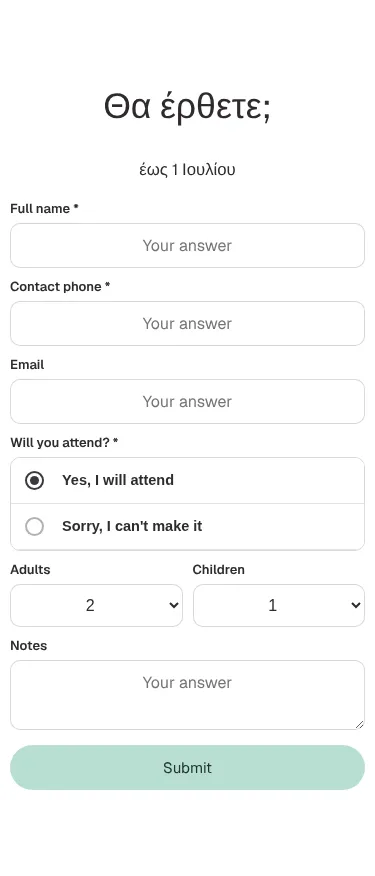 Θα έρθετε;
έως 1 Ιουλίου
Full name *
Your answer
Contact phone *
Your answer
Email
Your answer
Will you attend? *
Yes, I will attend
Sorry, I can't make it
Adults Children
2 1
Notes
Your answer
Submit